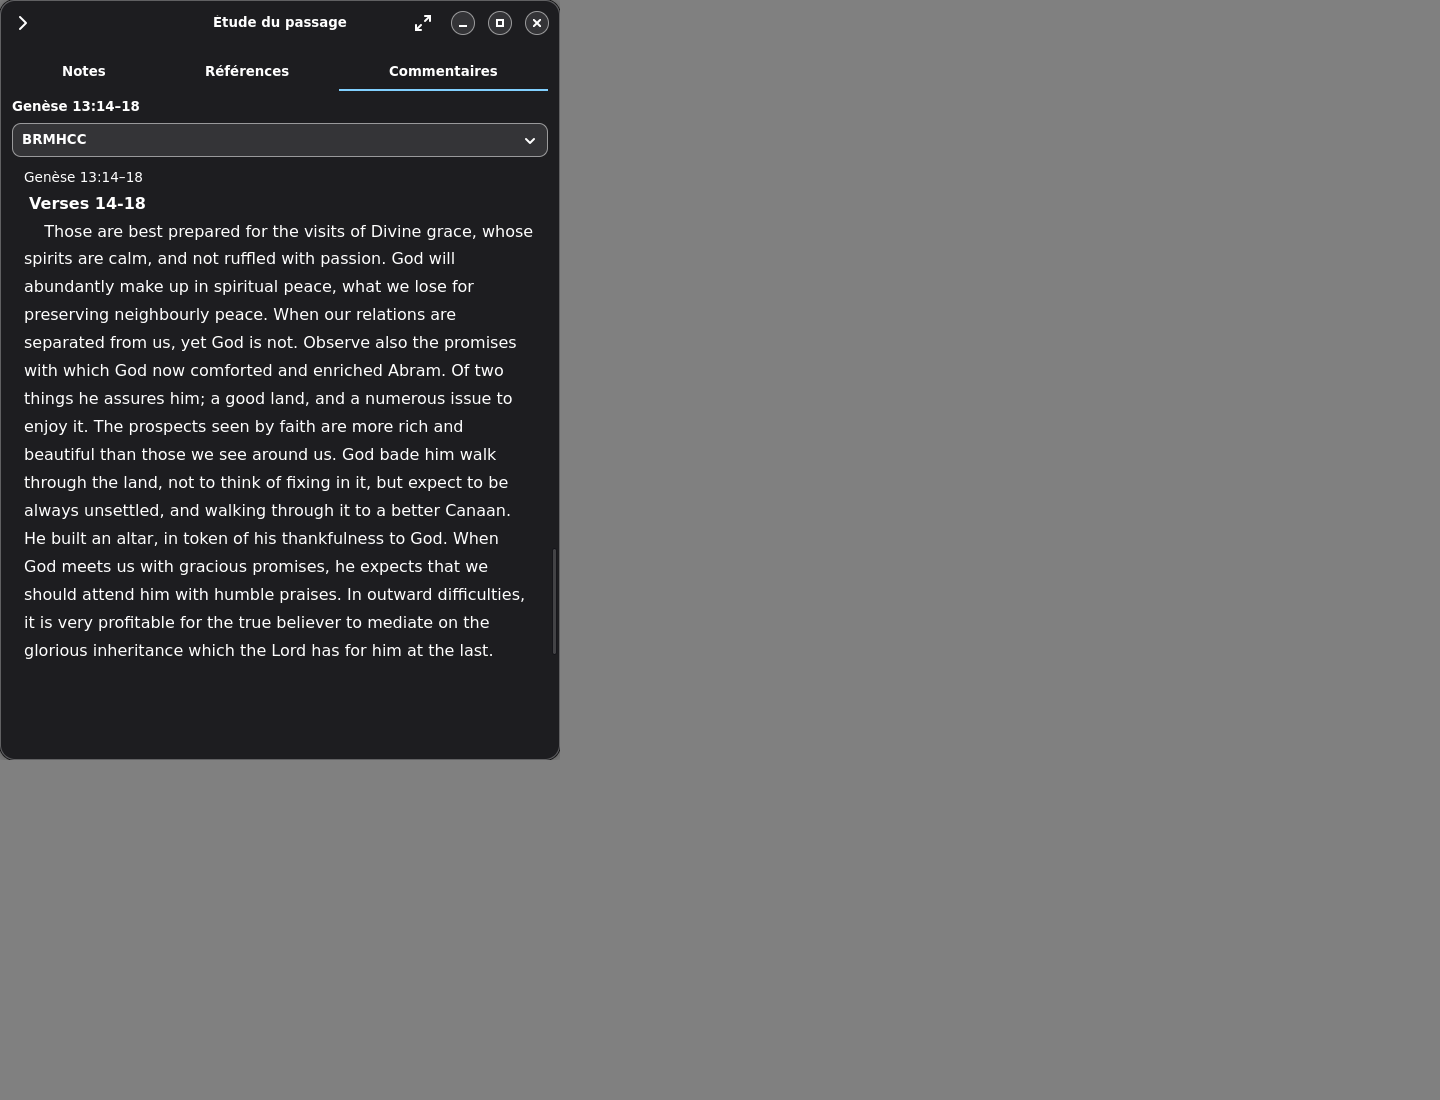 Étude du passage
Notes
Références
Commentaires
Genèse 13:14–18
BRMHCC
Genèse 13:14–18
Verses 14-18
Those are best prepared for the visits of Divine grace, whose
spirits are calm, and not ruffled with passion. God will
abundantly make up in spiritual peace, what we lose for
preserving neighbourly peace. When our relations are
separated from us, yet God is not. Observe also the promises
with which God now comforted and enriched Abram. Of two
things he assures him; a good land, and a numerous issue to
enjoy it. The prospects seen by faith are more rich and
beautiful than those we see around us. God bade him walk
through the land, not to think of fixing in it, but expect to be
always unsettled, and walking through it to a better Canaan.
He built an altar, in token of his thankfulness to God. When
God meets us with gracious promises, he expects that we
should attend him with humble praises. In outward difficulties,
it is very profitable for the true believer to mediate on the
glorious inheritance which the Lord has for him at the last.